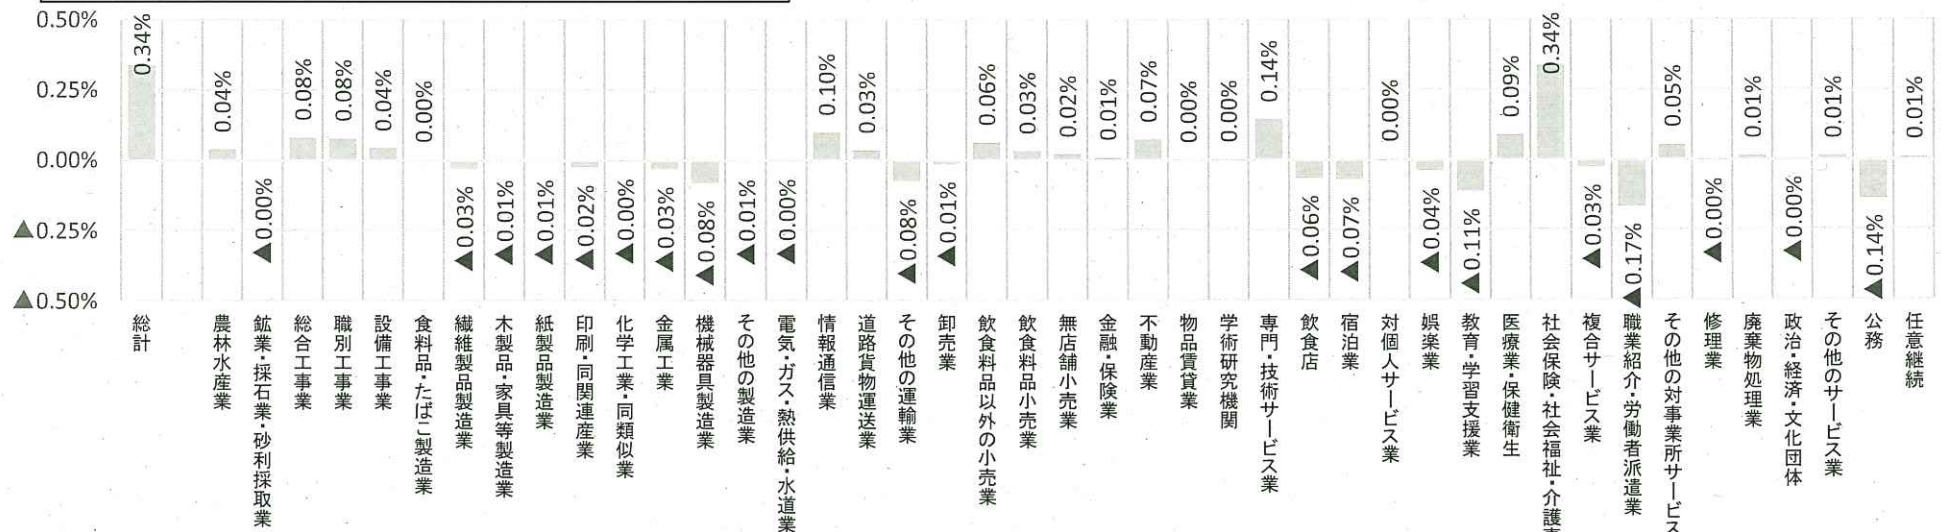 0.50%
0.25%
0.00%
▲0.25%
▲0.50%
0.34%
0.04%
▲0.00%
0.08%
0.08%
0.04%
0.00%
▲0.03%
▲0.01%
▲0.01%
▲0.02%
▲0.00%
▲0.03%
▲0.08%
▲0.01%
▲0.00%
0.10%
0.03%
▲0.08%
▲0.01%
0.06%
0.03%
0.02%
0.01%
0.07%
0.00%
0.00%
0.14%
▲0.06%
▲0.07%
0.00%
▲0.04%
▲0.11%
0.09%
0.34%
▲0.03%
▲0.17%
0.05%
▲0.00%
0.01%
▲0.00%
0.01%
▲0.14%
0.01%
総計
農林水産業
鉱業・採石業・砂利採取業
総合工事業
職別工事業
設備工事業
食料品・たばこ製造業
繊維製品製造業
木製品・家具等製造業
紙製品製造業
印刷・同関連産業
化学工業・同類似業
金属工業
機械器具製造業
その他の製造業
電気・ガス・熱供給・水道業
情報通信業
道路貨物運送業
その他の運輸業
卸売業
飲食料品以外の小売業
飲食料品小売業
無店舗小売業
金融・保険業
不動産業
物品賃貸業
学術研究機関
専門・技術サービス業
飲食店
宿泊業
対個人サービス業
娯楽業
教育・学習支援業
医療業・保健衛生
社会保険・社会福祉・介護
複合サービス業
職業紹介・労働者派遣業
その他の対事業所サービス
修理業
廃棄物処理業
政治・経済・文化団体
その他のサービス業
公務
任意継続